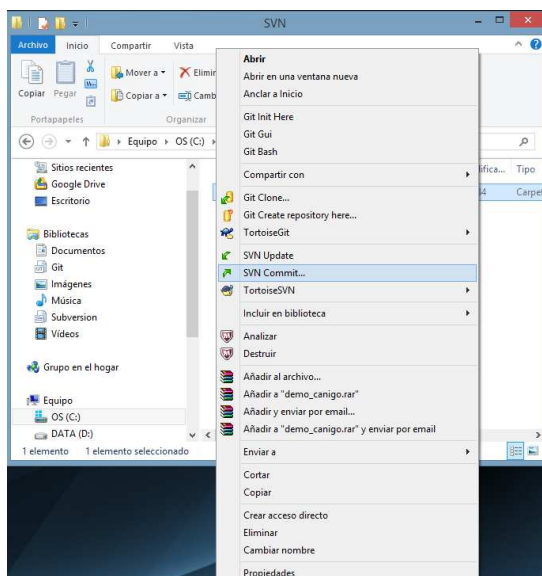 SVN
Archivo Inicio Compartir Vista
Copiar Pegar
Mover a
Copiar a
Portapapeles
Organizar
Equipo OS (C:)
Sitios recientes
Google Drive
Escritorio
Bibliotecas
Documentos
Git
Imágenes
Música
Subversion
Vídeos
Grupo en el hogar
Equipo
OS (C:)
DATA (D:)
1 elemento 1 elemento seleccionado
Tipo
Abrir
Abrir en una ventana nueva
Anclar a Inicio
Git Init Here
Git Gui
Git Bash
Compartir con
Git Clone...
Git Create repository here...
TortoiseGit
SVN Update
SVN Commit...
TortoiseSVN
Incluir en biblioteca
Analizar
Destruir
Añadir al archivo...
Añadir a "demo_canigo.rar"
Añadir y enviar por email...
Añadir a "demo_canigo.rar" y enviar por email
Enviar a
Cortar
Copiar
Crear acceso directo
Eliminar
Cambiar nombre
Propiedades